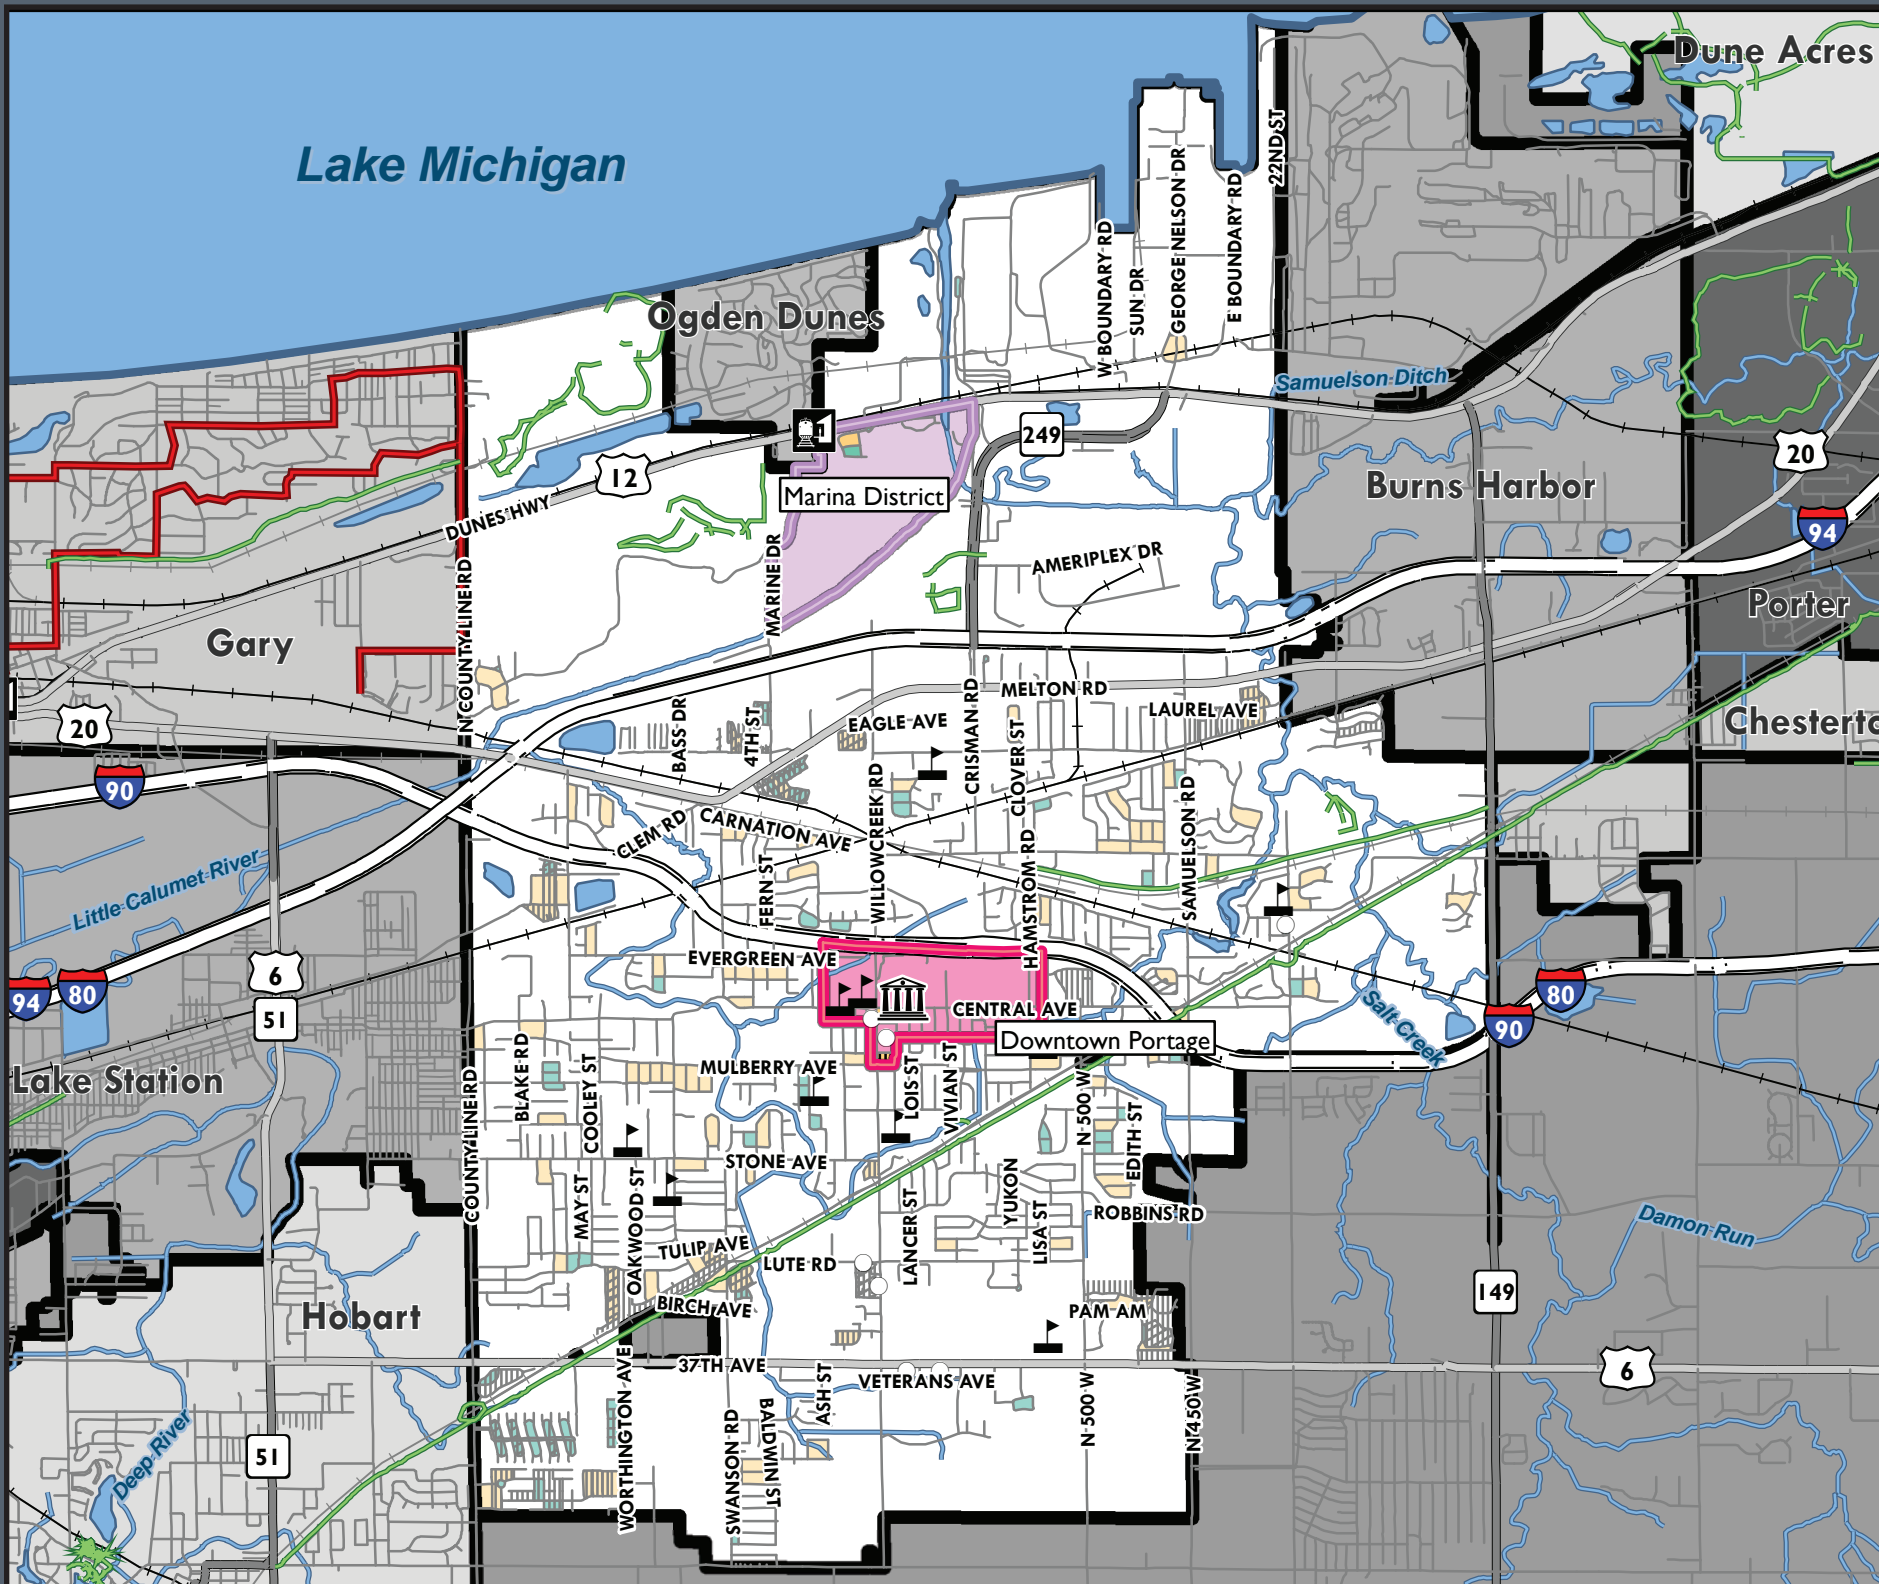 Dune Acres
Lake Michigan
22ND ST
GEORGE NELSON DR
E BOUNDARY RD
W BOUNDARY RD
SUN DR
Ogden Dunes
Samuelson Ditch
249
20
12
Burns Harbor
Marina District
DUNES HWY
94
AMERIPLEX DR
MARINE DR
N COUNTY LINE RD
Porter
Gary
MELTON RD
CRISMAN RD
LAUREL AVE
BASS DR
4TH ST
EAGLE AVE
CLOVER ST
20
Chesterto
90
WILLOWCREEK RD
SAMUELSON RD
CLEM RD
CARNATION AVE
HAMSTROM RD
Little Calumet River
FERN ST
EVERGREEN AVE
6
94
80
80
51
CENTRAL AVE
90
Salt Creek
Downtown Portage
Lake Station
MULBERRY AVE
BLAKE RD
COOLEY ST
LOIS ST
VIVIAN ST
N 500 W
EDITH ST
COUNTY LINE RD
STONE AVE
MAY ST
OAKWOOD ST
LANCER ST
YUKON
LISA ST
ROBBINS RD
Damon Run
TULIP AVE
LUTE RD
149
Hobart
BIRCH AVE
PAM AM
37TH AVE
6
VETERANS AVE
WORTHINGTON AVE
ASH ST
SWANSON RD
BALDWIN ST
N 500 W
N 450 W
Deep River
51